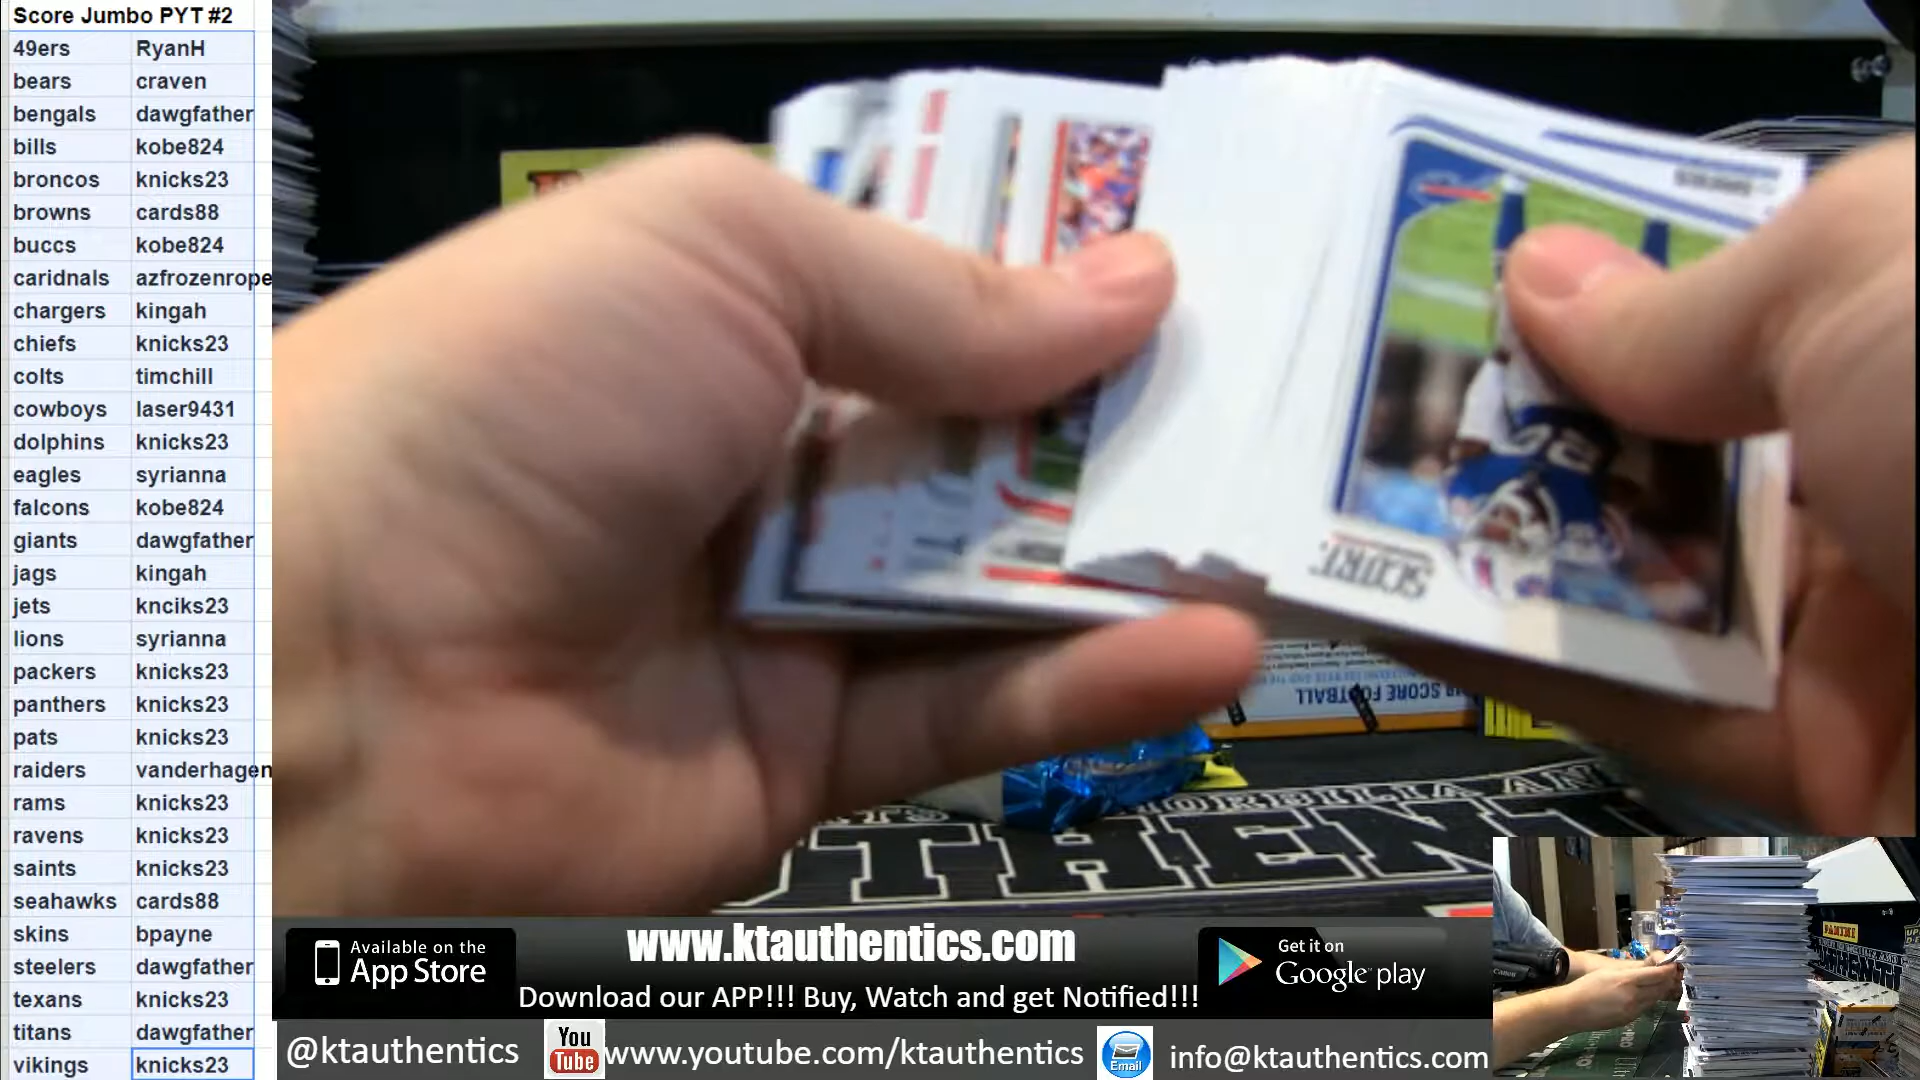 Score Jumbo PYT #2
49ers RyanH
bears craven
bengals dawgfather
bills kobe824
broncos knicks23
browns cards88
buccs kobe824
caridnals azfrozenrope
chargers kingah
chiefs knicks23
colts timchill
cowboys laser9431
dolphins knicks23
eagles syrianna
falcons kobe824
giants dawgfather
jags kingah
jets knciks23
lions syrianna
packers knicks23
panthers knicks23
pats knicks23
raiders vanderhagen
rams knicks23
ravens knicks23
saints knicks23
seahawks cards88
skins bpayne
steelers dawgfather
texans knicks23
titans dawgfather
vikings knicks23
SCORE
SCORE FOOTBALL
THENT
PANINI
Available on the
App Store
www.ktauthentics.com
Get it on
Google play
Download our APP!!! Buy, Watch and get Notified!!!
@ktauthentics
You
Tube
www.youtube.com/ktauthentics
Email
info@ktauthentics.com